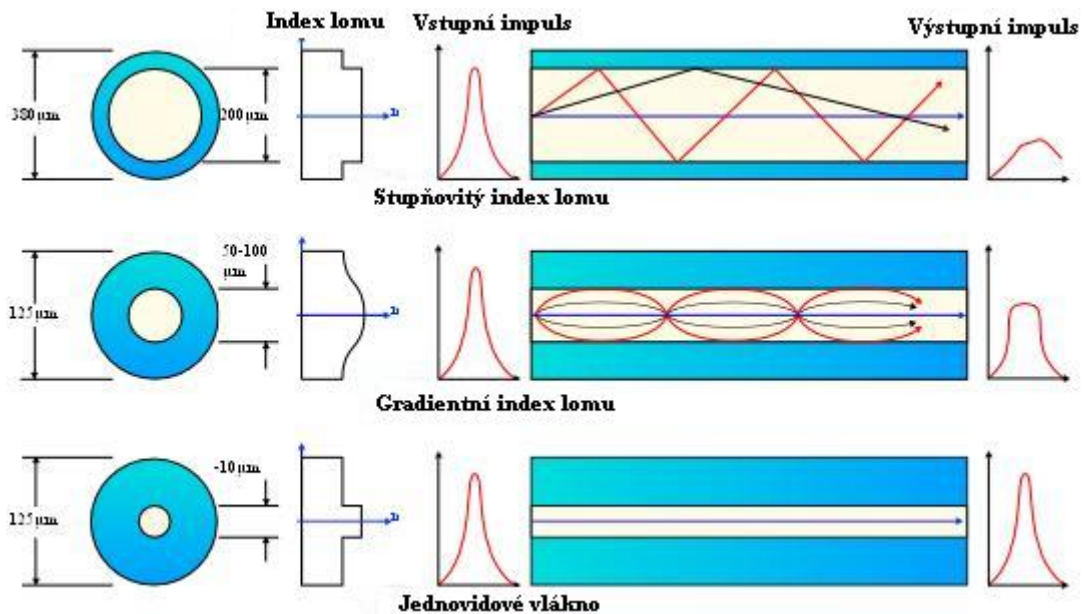 Index lomu
Vstupní impuls
Výstupní impuls
380 µm
200 µm
n
Stupňovitý index lomu
50-100
µm
125 µm
n
Gradientní index lomu
-10 µm
125 µm
n
Jednovidové vlákno